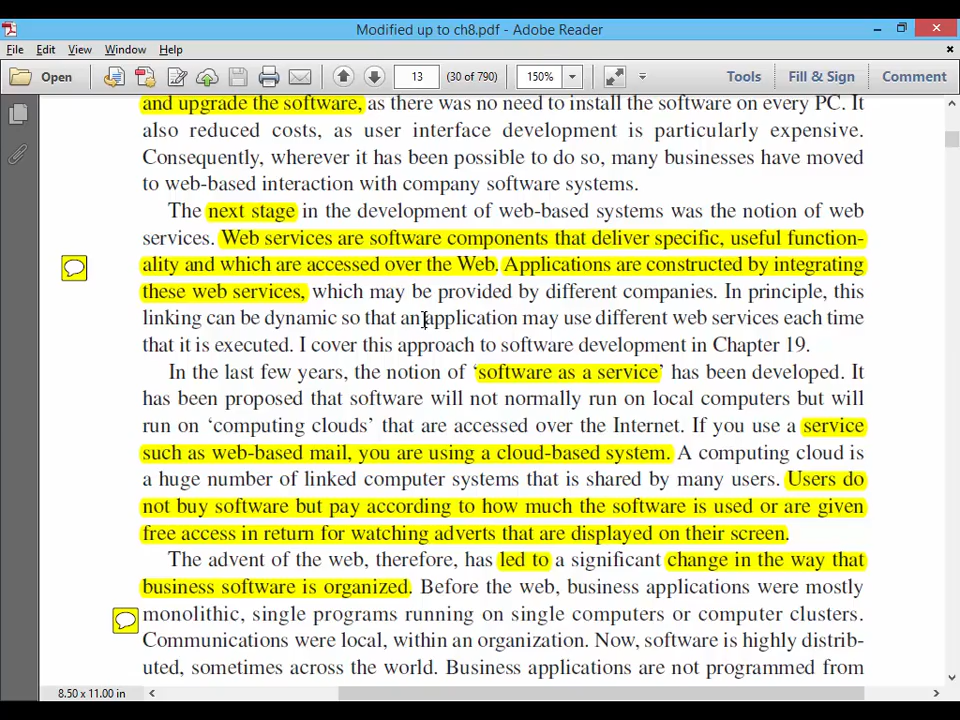 Modified up to ch8.pdf - Adobe Reader
File Edit View Window Help
Open 13 (30 of 790) 150% Tools Fill & Sign Comment
and upgrade the software, as there was no need to install the software on every PC. It
also reduced costs, as user interface development is particularly expensive.
Consequently, wherever it has been possible to do so, many businesses have moved
to web-based interaction with company software systems.
The next stage in the development of web-based systems was the notion of web
services. Web services are software components that deliver specific, useful function-
ality and which are accessed over the Web. Applications are constructed by integrating
these web services, which may be provided by different companies. In principle, this
linking can be dynamic so that an application may use different web services each time
that it is executed. I cover this approach to software development in Chapter 19.
In the last few years, the notion of ‘software as a service’ has been developed. It
has been proposed that software will not normally run on local computers but will
run on ‘computing clouds’ that are accessed over the Internet. If you use a service
such as web-based mail, you are using a cloud-based system. A computing cloud is
a huge number of linked computer systems that is shared by many users. Users do
not buy software but pay according to how much the software is used or are given
free access in return for watching adverts that are displayed on their screen.
The advent of the web, therefore, has led to a significant change in the way that
business software is organized. Before the web, business applications were mostly
monolithic, single programs running on single computers or computer clusters.
Communications were local, within an organization. Now, software is highly distrib-
uted, sometimes across the world. Business applications are not programmed from
8.50 x 11.00 in